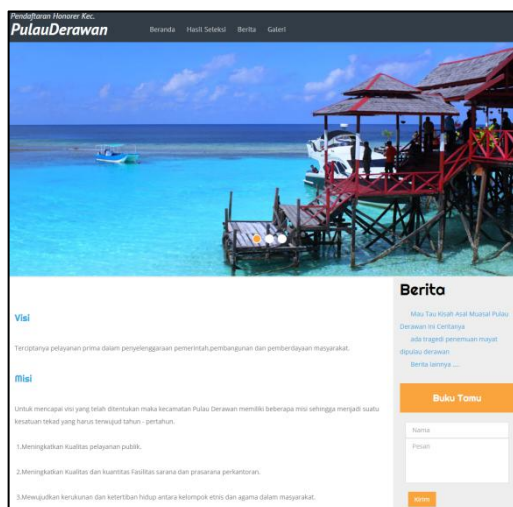 Pendaftaran Honorer Kec.
PulauDerawan
Beranda Hasil Seleksi Berita Galeri
Visi
Terciptanya pelayanan prima dalam penyelenggaraan pemerintah,pembangunan dan pemberdayaan masyarakat.
Misi
Untuk mencapai visi yang telah ditentukan maka kecamatan Pulau Derawan memiliki beberapa misi sehingga menjadi suatu
kesatuan tekad yang harus terwujud tahun - pertahun.
1.Meningkatkan Kualitas pelayanan publik.
2.Meningkatkan Kualitas dan kuantitas Fasilitas sarana dan prasarana perkantoran.
3.Mewujudkan kerukunan dan ketertiban hidup antara kelompok etnis dan agama dalam masyarakat.
Berita
Mau Tau Kisah Asal Muasal Pulau
Derawan Ini Ceritanya
ada tragedi penemuan mayat
dipulau derawan
Berita lainnya ....
Buku Tamu
Nama
Pesan
Kirim